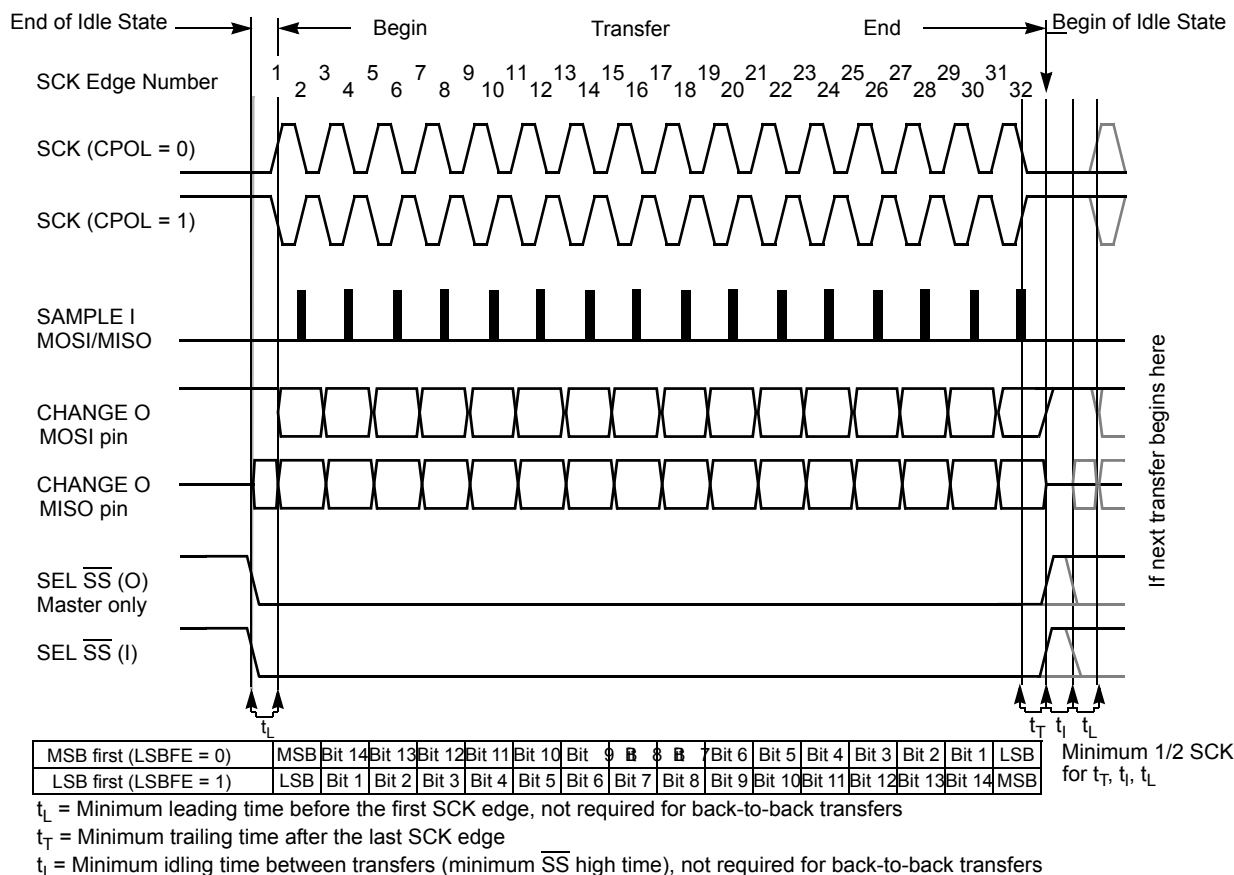 End of Idle State Begin Transfer End Begin of Idle State
SCK Edge Number 1 2 3 4 5 6 7 8 9 10 11 12 13 14 15 16 17 18 19 20 21 22 23 24 25 26 27 28 29 30 31 32
SCK (CPOL = 0)
SCK (CPOL = 1)
SAMPLE I
MOSI/MISO
CHANGE O
MOSI pin
CHANGE O
MISO pin
SEL SS (O)
Master only
SEL SS (I)
If next transfer begins here
tL tT tI tL
MSB first (LSBFE = 0) MSB Bit 14 Bit 13 Bit 12 Bit 11 Bit 10 Bit 9 8 7 Bit 6 Bit 5 Bit 4 Bit 3 Bit 2 Bit 1 LSB
LSB first (LSBFE = 1) LSB Bit 1 Bit 2 Bit 3 Bit 4 Bit 5 Bit 6 Bit 7 Bit 8 Bit 9 Bit 10 Bit 11 Bit 12 Bit 13 Bit 14 MSB
Minimum 1/2 SCK
for tT, tI, tL
tL = Minimum leading time before the first SCK edge, not required for back-to-back transfers
tT = Minimum trailing time after the last SCK edge
tI = Minimum idling time between transfers (minimum SS high time), not required for back-to-back transfers